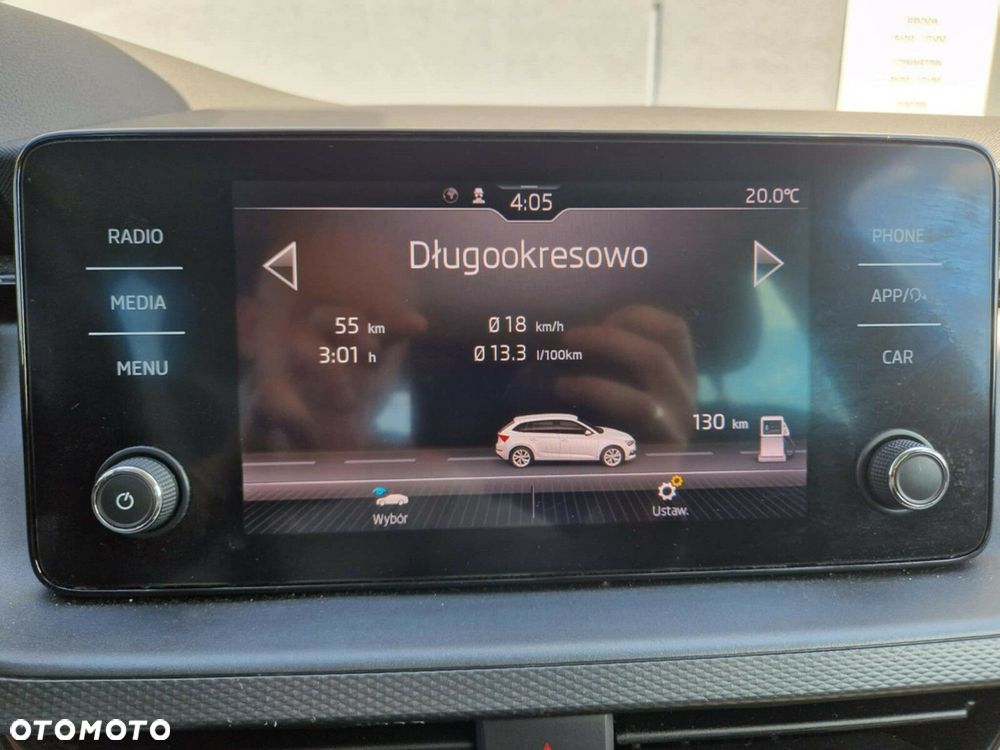 4:05
20.0°C
RADIO
MEDIA
MENU
Długookresowo
PHONE
APP/
CAR
55 km
Ø 18 km/h
3:01 h
Ø 13.3 l/100km
130 km
Wybór
Ustaw.
OTOMOTO